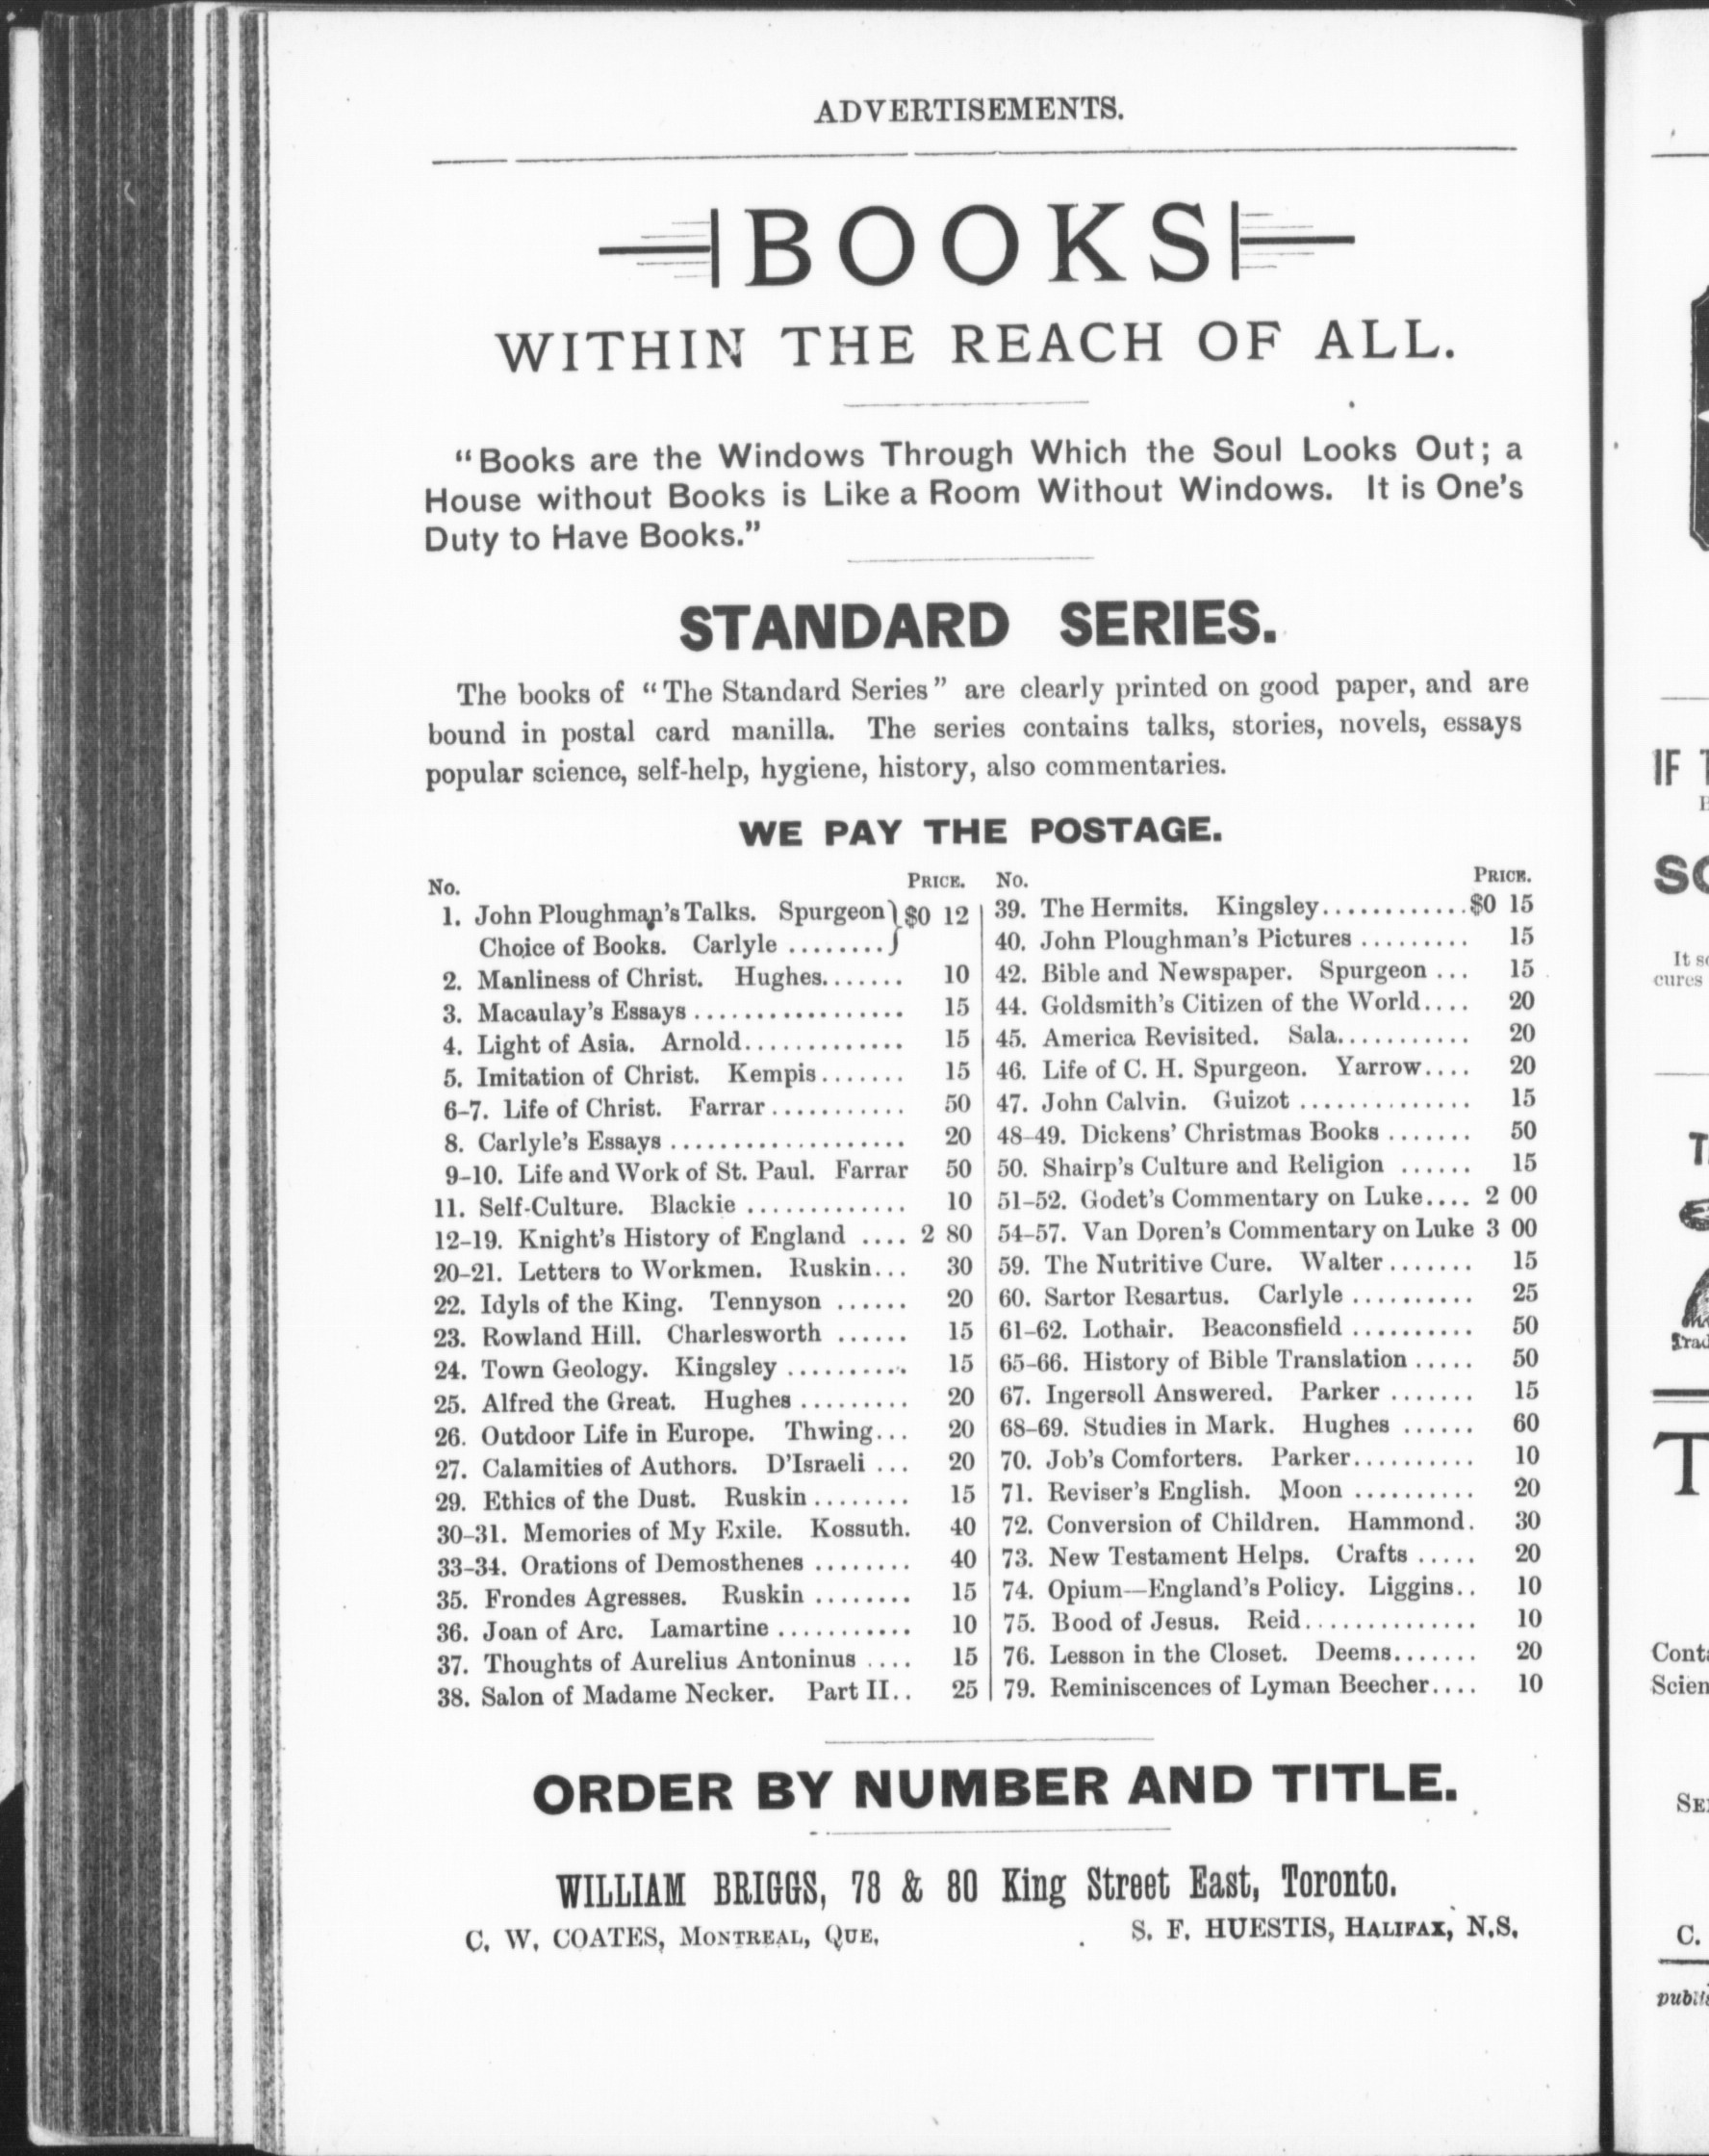 ADVERTISEMENTS.
BOOKS
WITHIN THE REACH OF ALL.
"Books are the Windows Through Which the Soul Looks Out; a
House without Books is Like a Room Without Windows. It is One's
Duty to Have Books."
STANDARD SERIES.
The books of "The Standard Series" are clearly printed on good paper, and are
bound in postal card manilla. The series contains talks, stories, novels, essays
popular science, self-help, hygiene, history, also commentaries.
WE PAY THE POSTAGE.
No. PRICE.
1. John Ploughman's Talks. Spurgeon } $0 12
Choice of Books. Carlyle ........ }
2. Manliness of Christ. Hughes....... 10
3. Macaulay's Essays ................. 15
4. Light of Asia. Arnold............. 15
5. Imitation of Christ. Kempis....... 15
6-7. Life of Christ. Farrar........... 50
8. Carlyle's Essays ................... 20
9-10. Life and Work of St. Paul. Farrar 50
11. Self-Culture. Blackie ............. 10
12-19. Knight's History of England .... 2 80
20-21. Letters to Workmen. Ruskin... 30
22. Idyls of the King. Tennyson ...... 20
23. Rowland Hill. Charlesworth ...... 15
24. Town Geology. Kingsley .......... 15
25. Alfred the Great. Hughes ......... 20
26. Outdoor Life in Europe. Thwing... 20
27. Calamities of Authors. D'Israeli ... 20
29. Ethics of the Dust. Ruskin........ 15
30-31. Memories of My Exile. Kossuth. 40
33-34. Orations of Demosthenes ........ 40
35. Frondes Agresses. Ruskin ........ 15
36. Joan of Arc. Lamartine ........... 10
37. Thoughts of Aurelius Antoninus .... 15
38. Salon of Madame Necker. Part II.. 25
No. PRICE.
39. The Hermits. Kingsley............ $0 15
40. John Ploughman's Pictures ......... 15
42. Bible and Newspaper. Spurgeon ... 15
44. Goldsmith's Citizen of the World.... 20
45. America Revisited. Sala........... 20
46. Life of C. H. Spurgeon. Yarrow.... 20
47. John Calvin. Guizot .............. 15
48-49. Dickens' Christmas Books ....... 50
50. Shairp's Culture and Religion ...... 15
51-52. Godet's Commentary on Luke.... 2 00
54-57. Van Doren's Commentary on Luke 3 00
59. The Nutritive Cure. Walter....... 15
60. Sartor Resartus. Carlyle .......... 25
61-62. Lothair. Beaconsfield .......... 50
65-66. History of Bible Translation ..... 50
67. Ingersoll Answered. Parker ....... 15
68-69. Studies in Mark. Hughes ...... 60
70. Job's Comforters. Parker.......... 10
71. Reviser's English. Moon .......... 20
72. Conversion of Children. Hammond. 30
73. New Testament Helps. Crafts ..... 20
74. Opium—England's Policy. Liggins.. 10
75. Bood of Jesus. Reid.............. 10
76. Lesson in the Closet. Deems....... 20
79. Reminiscences of Lyman Beecher.... 10
ORDER BY NUMBER AND TITLE.
WILLIAM BRIGGS, 78 & 80 King Street East, Toronto.
C. W. COATES, MONTREAL, QUE. S. F. HUESTIS, HALIFAX, N.S.
IF
It
cures
C.